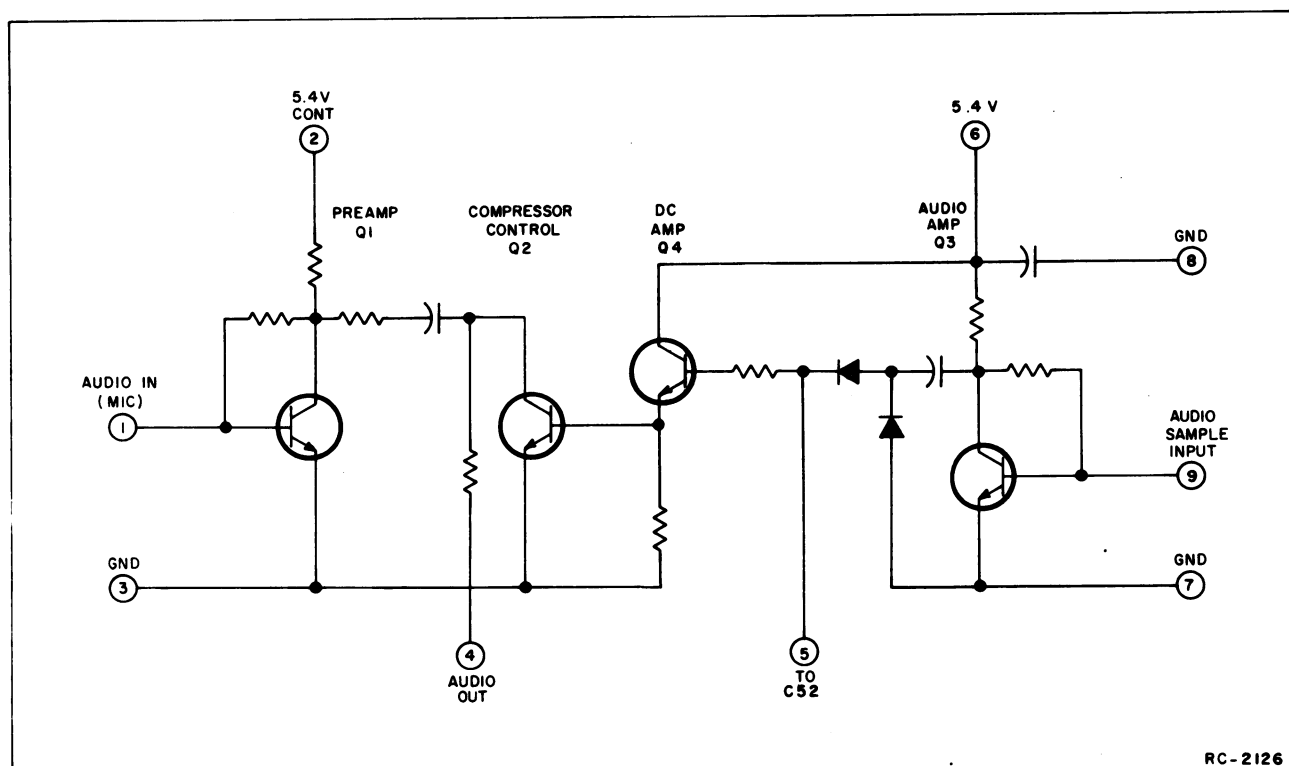 5.4V
CONT
2
PREAMP
Q1
COMPRESSOR
CONTROL
Q2
DC
AMP
Q4
AUDIO
AMP
Q3
5.4 V
6
GND
8
AUDIO IN
(MIC)
1
AUDIO
SAMPLE
INPUT
9
GND
3
GND
7
4
AUDIO
OUT
5
TO
C52
RC-2126